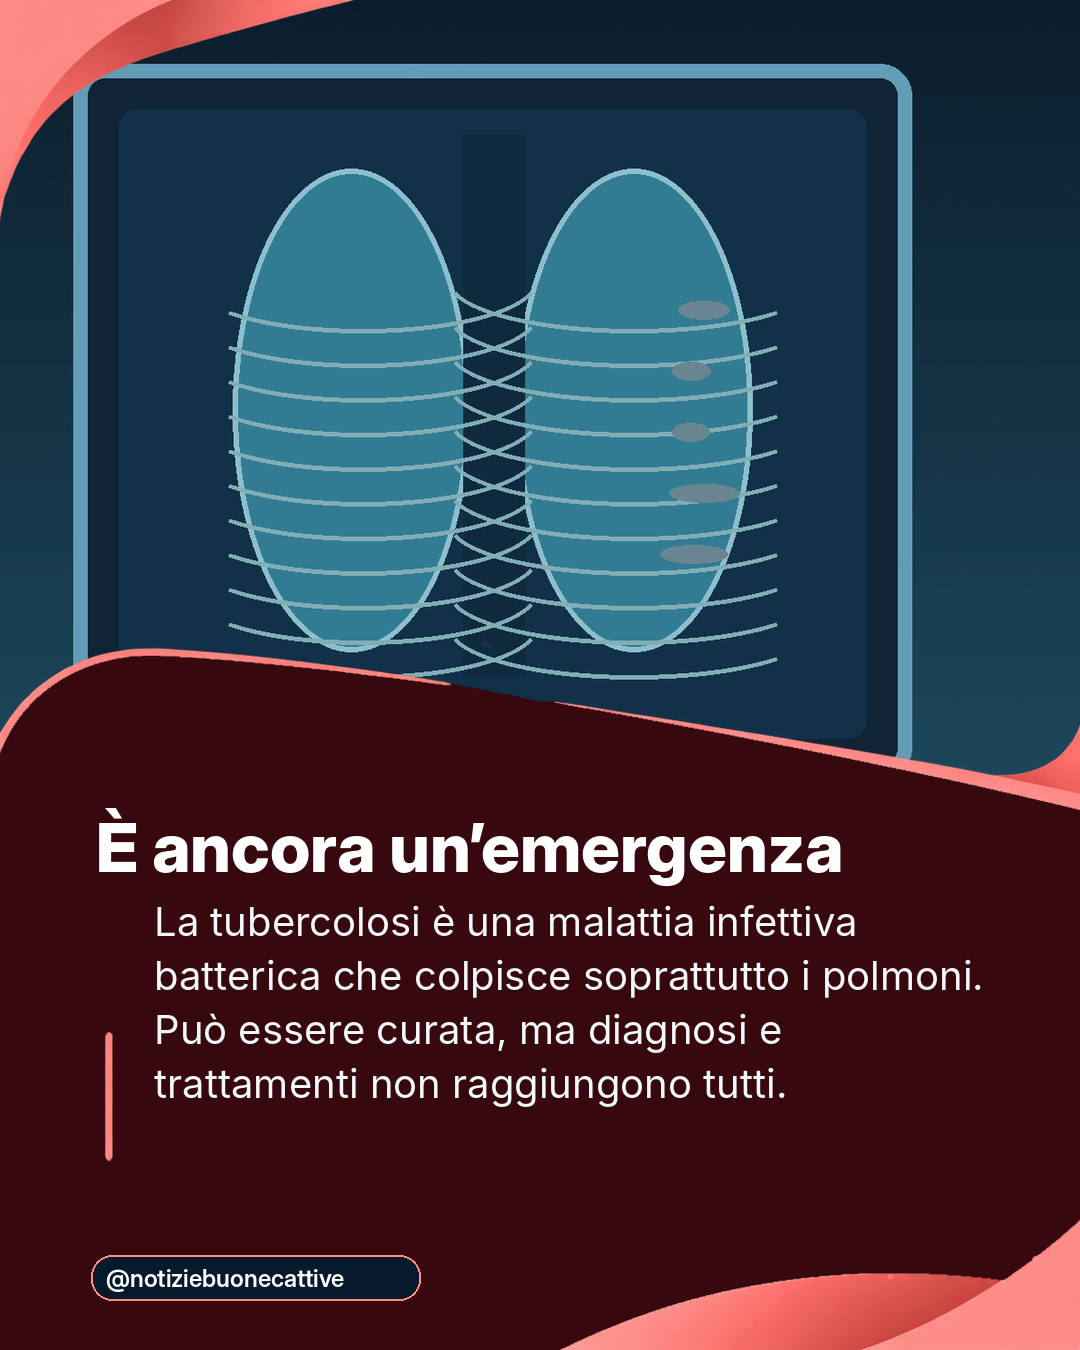 È ancora un’emergenza
La tubercolosi è una malattia infettiva
batterica che colpisce soprattutto i polmoni.
Può essere curata, ma diagnosi e
trattamenti non raggiungono tutti.
@notiziebuonecattive